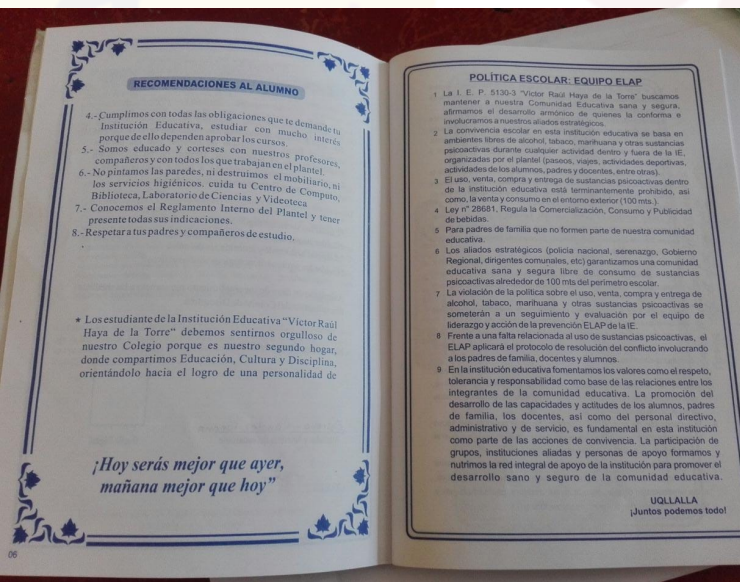 RECOMENDACIONES AL ALUMNO
4.- Cumplimos con todas las obligaciones que te demande tu
Institución Educativa, estudiar con mucho interés
porque de ello dependen aprobar los cursos.
5.- Somos educado y corteses con nuestros profesores,
compañeros y con todos los que trabajan en el plantel.
6.- No pintamos las paredes, ni destruimos el mobiliario, ni
los servicios higiénicos. cuida tu Centro de Computo,
Biblioteca, Laboratorio de Ciencias y Videoteca
7.- Conocemos el Reglamento Interno del Plantel y tener
presente todas sus indicaciones.
8.- Respetar a tus padres y compañeros de estudio.
* Los estudiante de la Institución Educativa "Víctor Raúl
Haya de la Torre" debemos sentirnos orgulloso de
nuestro Colegio porque es nuestro segundo hogar,
donde compartimos Educación, Cultura y Disciplina,
orientándolo hacia el logro de una personalidad de
¡Hoy serás mejor que ayer,
mañana mejor que hoy"
06
POLÍTICA ESCOLAR: EQUIPO ELAP
1 La I. E. P. 5130-3 "Víctor Raúl Haya de la Torre" buscamos
mantener a nuestra Comunidad Educativa sana y segura,
afirmamos el desarrollo armónico de quienes la conforma e
involucramos a nuestros aliados estratégicos.
2 La convivencia escolar en esta institución educativa se basa en
ambientes libres de alcohol, tabaco, marihuana y otras sustancias
psicoactivas durante cualquier actividad dentro y fuera de la IE,
organizadas por el plantel (paseos, viajes, actividades deportivas,
actividades de los alumnos, padres y docentes, entre otras).
3 El uso, venta, compra y entrega de sustancias psicoactivas dentro
de la institución educativa está terminantemente prohibido, así
como, la venta y consumo en el entorno exterior (100 mts.).
4 Ley n° 28681, Regula la Comercialización, Consumo y Publicidad
de bebidas.
5 Para padres de familia que no formen parte de nuestra comunidad
educativa.
6 Los aliados estratégicos (policia nacional, serenazgo, Gobierno
Regional, dirigentes comunales, etc) garantizamos una comunidad
educativa sana y segura libre de consumo de sustancias
psicoactivas alrededor de 100 mts del perimetro escolar.
7 La violación de la política sobre el uso, venta, compra y entrega de
alcohol, tabaco, marihuana y otras sustancias psicoactivas se
someterán a un seguimiento y evaluación por el equipo de
liderazgo y acción de la prevención ELAP de la IE.
8 Frente a una falta relacionada al uso de sustancias psicoactivas, el
ELAP aplicará el protocolo de resolución del conflicto involucrando
a los padres de familia, docentes y alumnos.
9 En la institución educativa fomentamos los valores como el respeto,
tolerancia y responsabilidad como base de las relaciones entre los
integrantes de la comunidad educativa. La promoción del
desarrollo de las capacidades y actitudes de los alumnos, padres
de familia, los docentes, así como del personal directivo,
administrativo y de servicio, es fundamental en esta institución
como parte de las acciones de convivencia. La participación de
grupos, instituciones aliadas y personas de apoyo formamos y
nutrimos la red integral de apoyo de la institución para promover el
desarrollo sano y seguro de la comunidad educativa.
UQLLALLA
¡Juntos podemos todo!